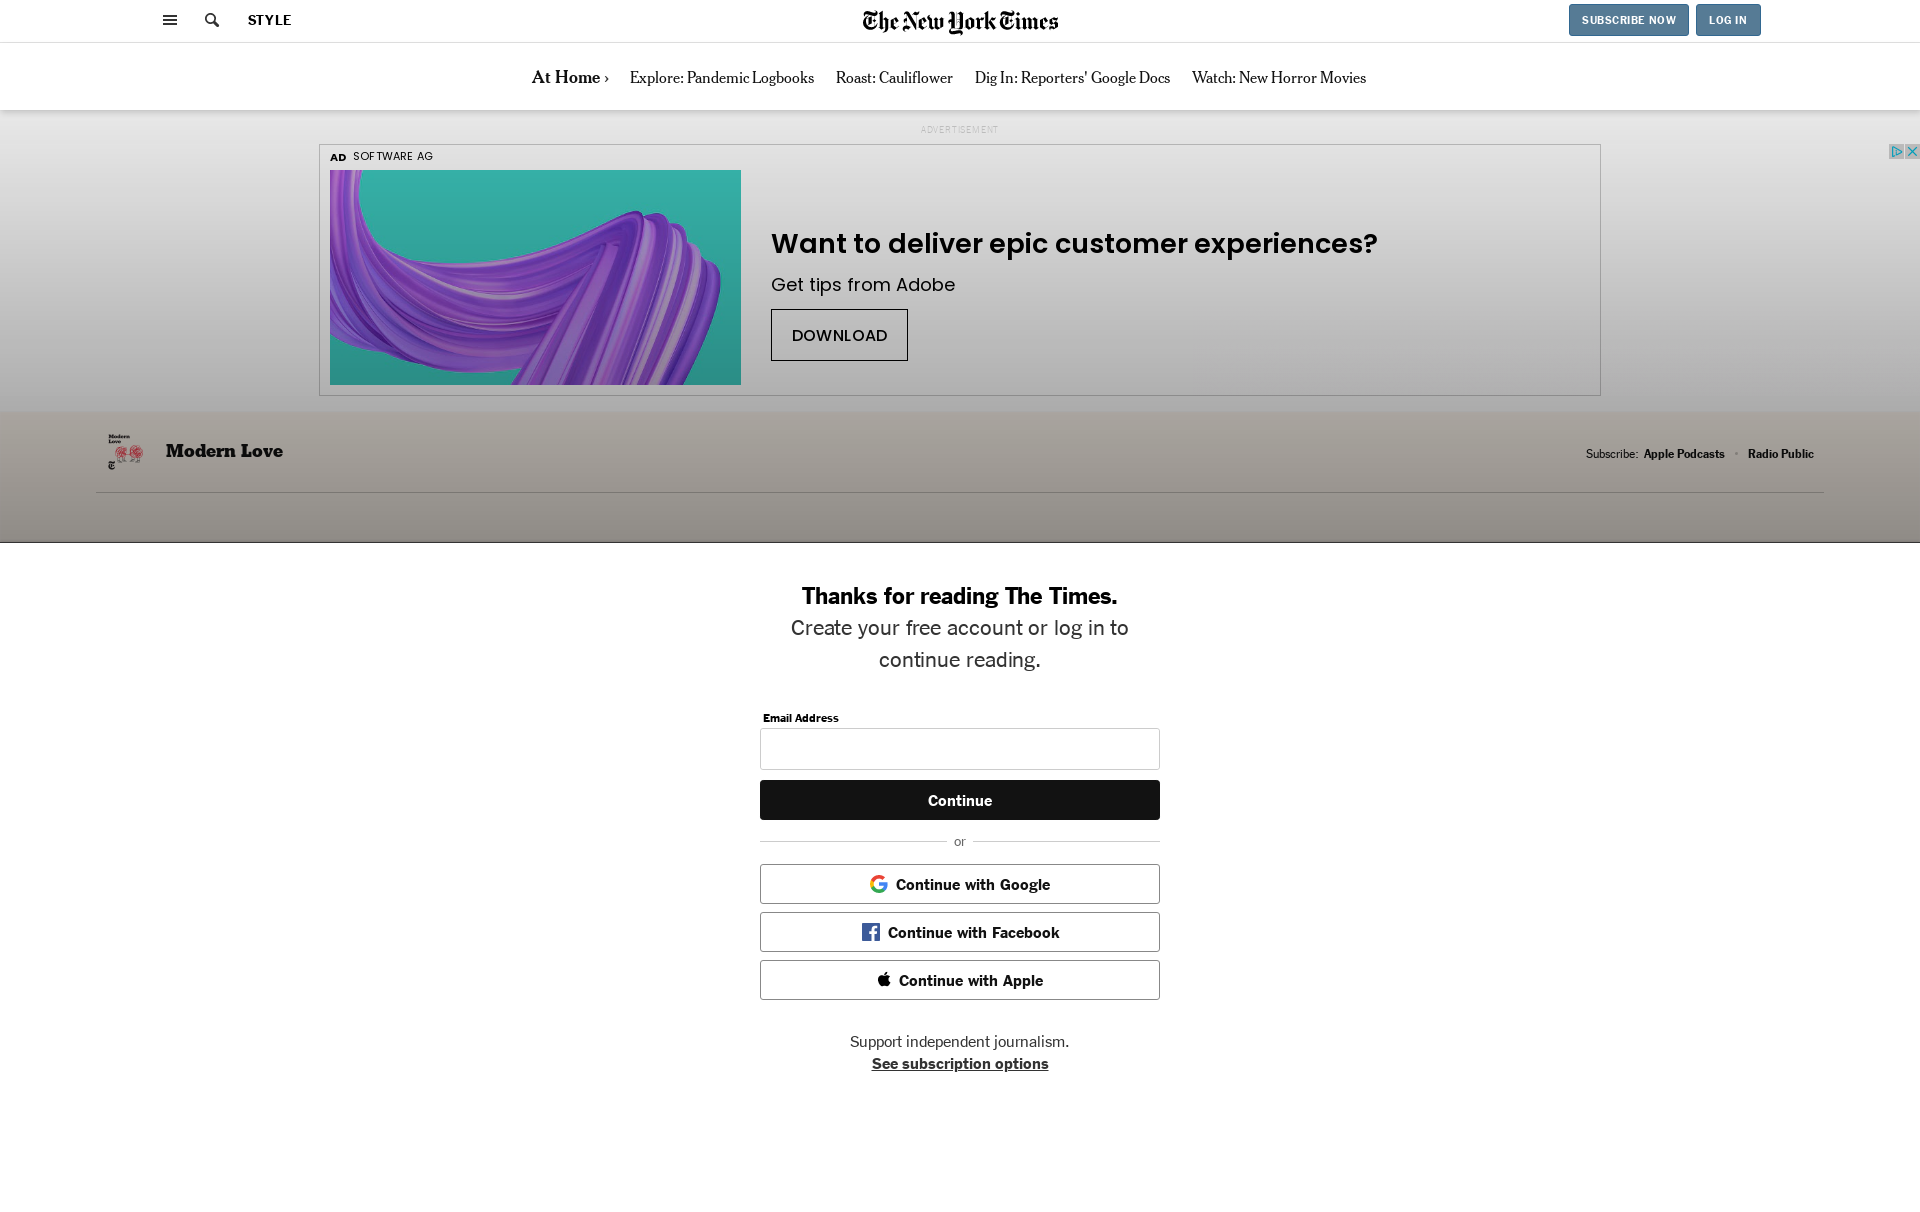 STYLE
The New York Times
SUBSCRIBE NOW
LOG IN
At Home ›
Explore: Pandemic Logbooks
Roast: Cauliflower
Dig In: Reporters' Google Docs
Watch: New Horror Movies
ADVERTISEMENT
AD SOFTWARE AG
Want to deliver epic customer experiences?
Get tips from Adobe
DOWNLOAD
Modern
Love
Modern Love
Subscribe: Apple Podcasts • Radio Public
Thanks for reading The Times.
Create your free account or log in to
continue reading.
Email Address
Continue
or
Continue with Google
Continue with Facebook
Continue with Apple
Support independent journalism.
See subscription options